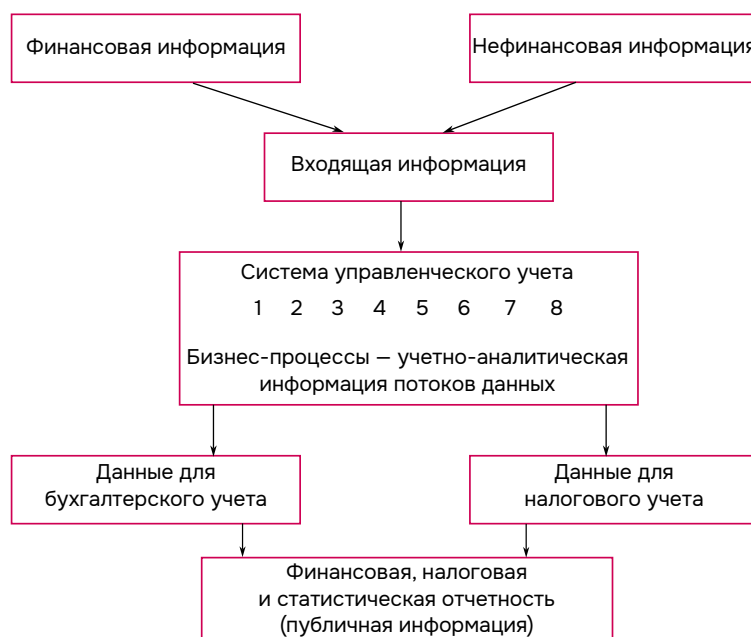 Финансовая информация
Нефинансовая информация
Входящая информация
Система управленческого учета
1 2 3 4 5 6 7 8
Бизнес-процессы — учетно-аналитическая
информация потоков данных
Данные для
бухгалтерского учета
Данные для
налогового учета
Финансовая, налоговая
и статистическая отчетность
(публичная информация)